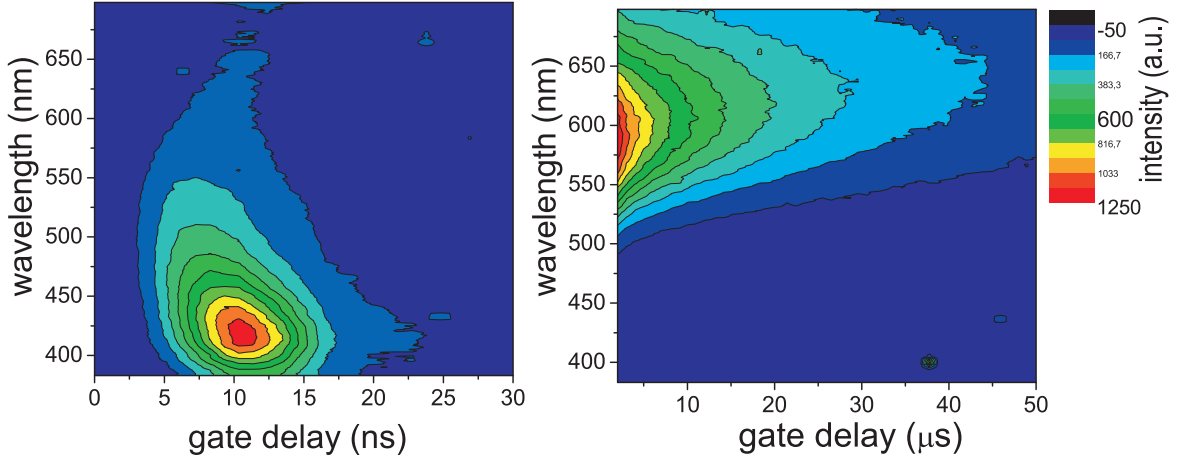 wavelength (nm)
650
600
550
500
450
400
0 5 10 15 20 25 30
gate delay (ns)
wavelength (nm)
650
600
550
500
450
400
10 20 30 40 50
gate delay (μs)
-50
166,7
383,3
600
816,7
1033
1250
intensity (a.u.)